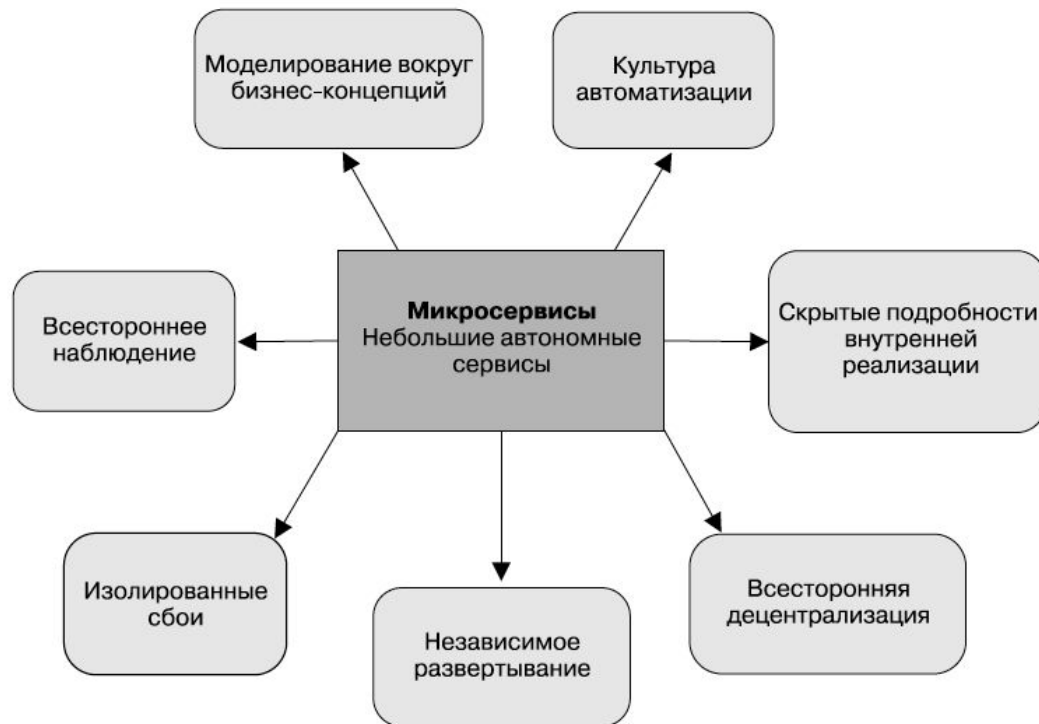 Моделирование вокруг
бизнес-концепций
Культура
автоматизации
Всестороннее
наблюдение
Микросервисы
Небольшие автономные
сервисы
Скрытые подробности
внутренней
реализации
Изолированные
сбои
Независимое
развертывание
Всесторонняя
децентрализация